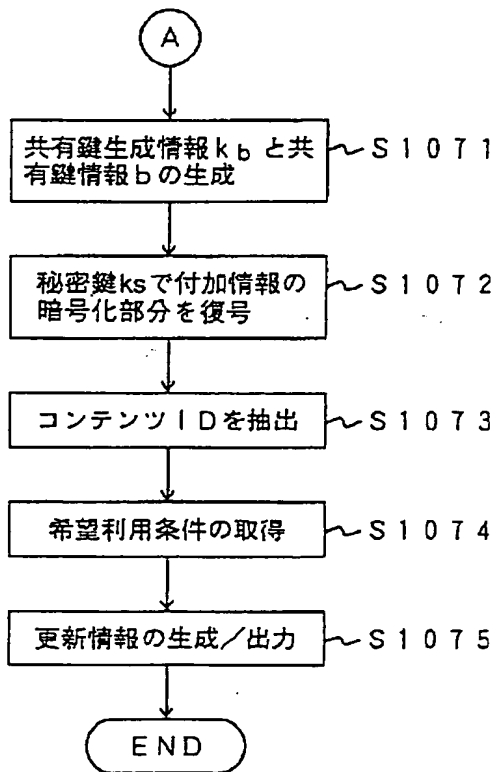 A
共有鍵生成情報kbと共 S1071
有鍵情報bの生成
秘密鍵ksで付加情報の S1072
暗号化部分を復号
コンテンツIDを抽出 S1073
希望利用条件の取得 S1074
更新情報の生成／出力 S1075
END